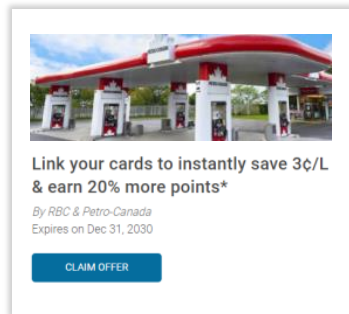 Link your cards to instantly save 3¢/L
& earn 20% more points*
By RBC & Petro-Canada
Expires on Dec 31, 2030
CLAIM OFFER